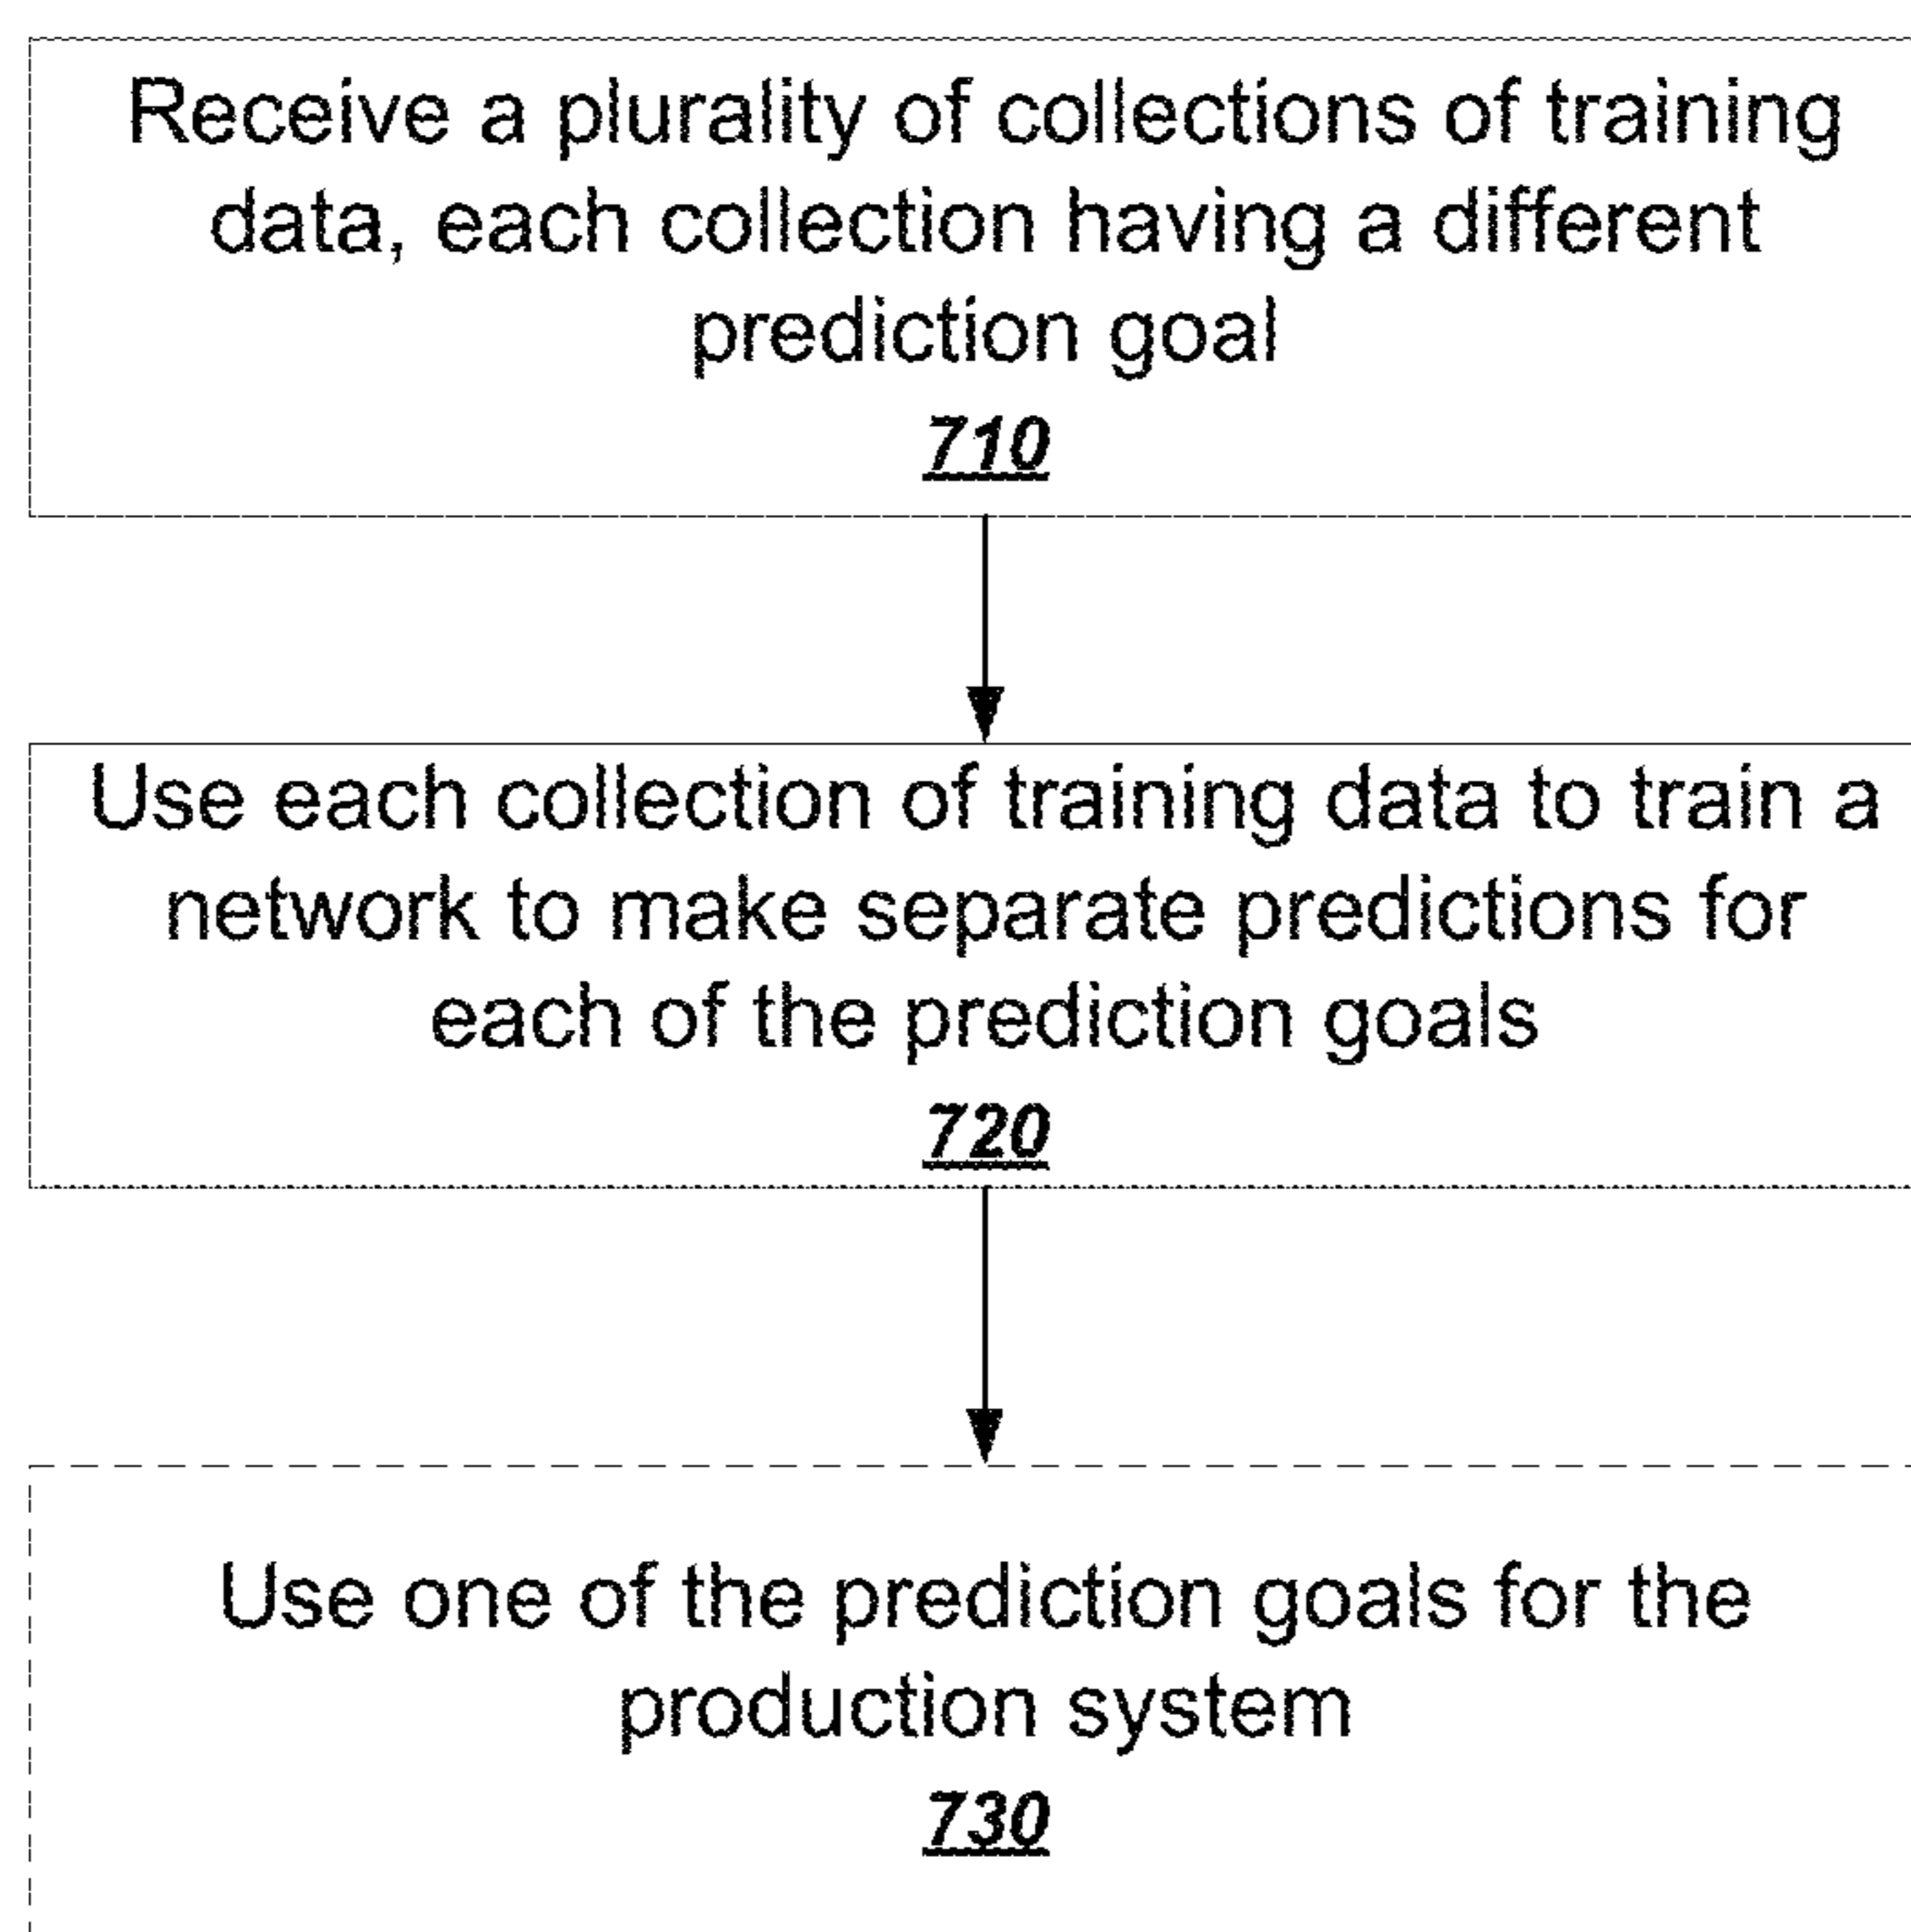 Receive a plurality of collections of training
data, each collection having a different
prediction goal
710
Use each collection of training data to train a
network to make separate predictions for
each of the prediction goals
720
Use one of the prediction goals for the
production system
730